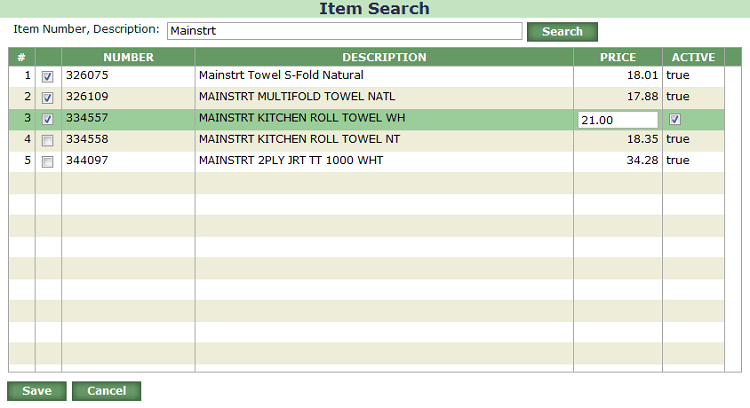 Item Search
Item Number, Description: Mainstrt Search
# NUMBER DESCRIPTION PRICE ACTIVE
1 326075 Mainstrt Towel S-Fold Natural 18.01 true
2 326109 MAINSTRT MULTIFOLD TOWEL NATL 17.88 true
3 334557 MAINSTRT KITCHEN ROLL TOWEL WH 21.00
4 334558 MAINSTRT KITCHEN ROLL TOWEL NT 18.35 true
5 344097 MAINSTRT 2PLY JRT TT 1000 WHT 34.28 true
Save Cancel